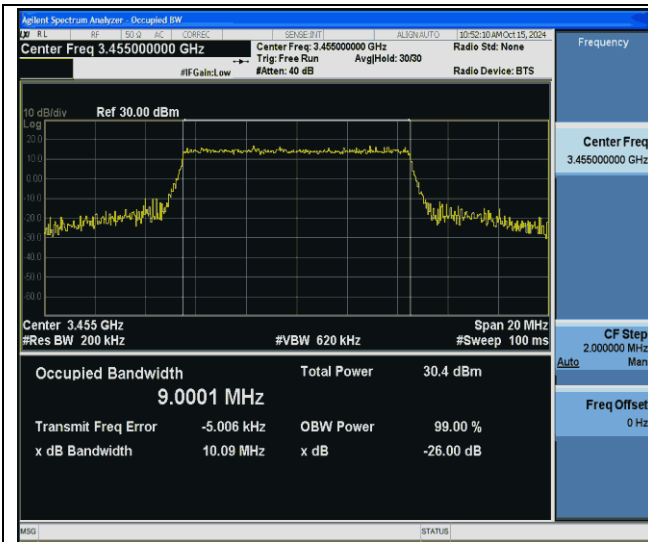 Agilent Spectrum Analyzer - Occupied BW
RL RF 50 Ω AC CORREC SENSE:INT ALIGNAUTO 10:52:10 AM Oct 15, 2024
Center Freq 3.455000000 GHz
Center Freq: 3.455000000 GHz
Radio Std: None
Trig: Free Run Avg|Hold: 30/30
#IFGain:Low #Atten: 40 dB
Radio Device: BTS
10 dB/div Ref 30.00 dBm
Log
20.0
10.0
0.00
-10.0
-20.0
-30.0
-40.0
-50.0
-60.0
Center 3.455 GHz Span 20 MHz
#Res BW 200 kHz #VBW 620 kHz #Sweep 100 ms
Occupied Bandwidth Total Power 30.4 dBm
9.0001 MHz
Transmit Freq Error -5.006 kHz OBW Power 99.00 %
x dB Bandwidth 10.09 MHz x dB -26.00 dB
MSG STATUS
Frequency
Center Freq
3.455000000 GHz
CF Step
2.000000 MHz
Auto Man
Freq Offset
0 Hz